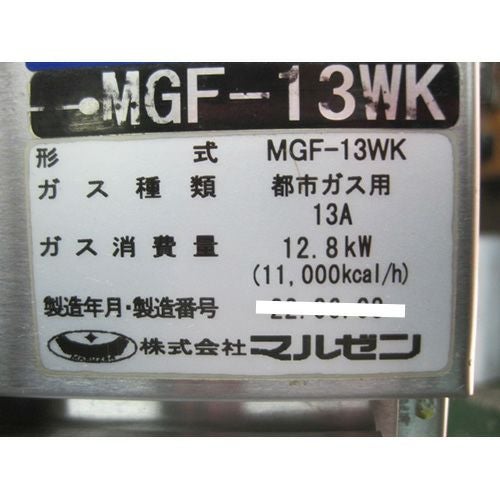 MGF-13WK
形式 MGF-13WK
ガス種類 都市ガス用
13A
ガス消費量 12.8kW
(11,000kcal/h)
製造年月・製造番号
MARUZEN 株式会社 マルゼン